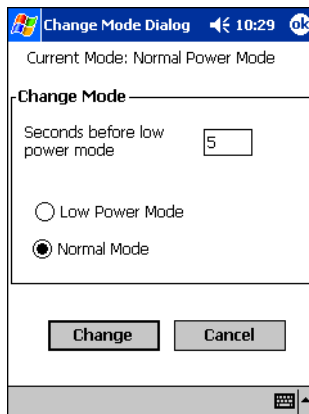 Change Mode Dialog 10:29 ok
Current Mode: Normal Power Mode
Change Mode
Seconds before low
power mode
5
Low Power Mode
Normal Mode
Change Cancel